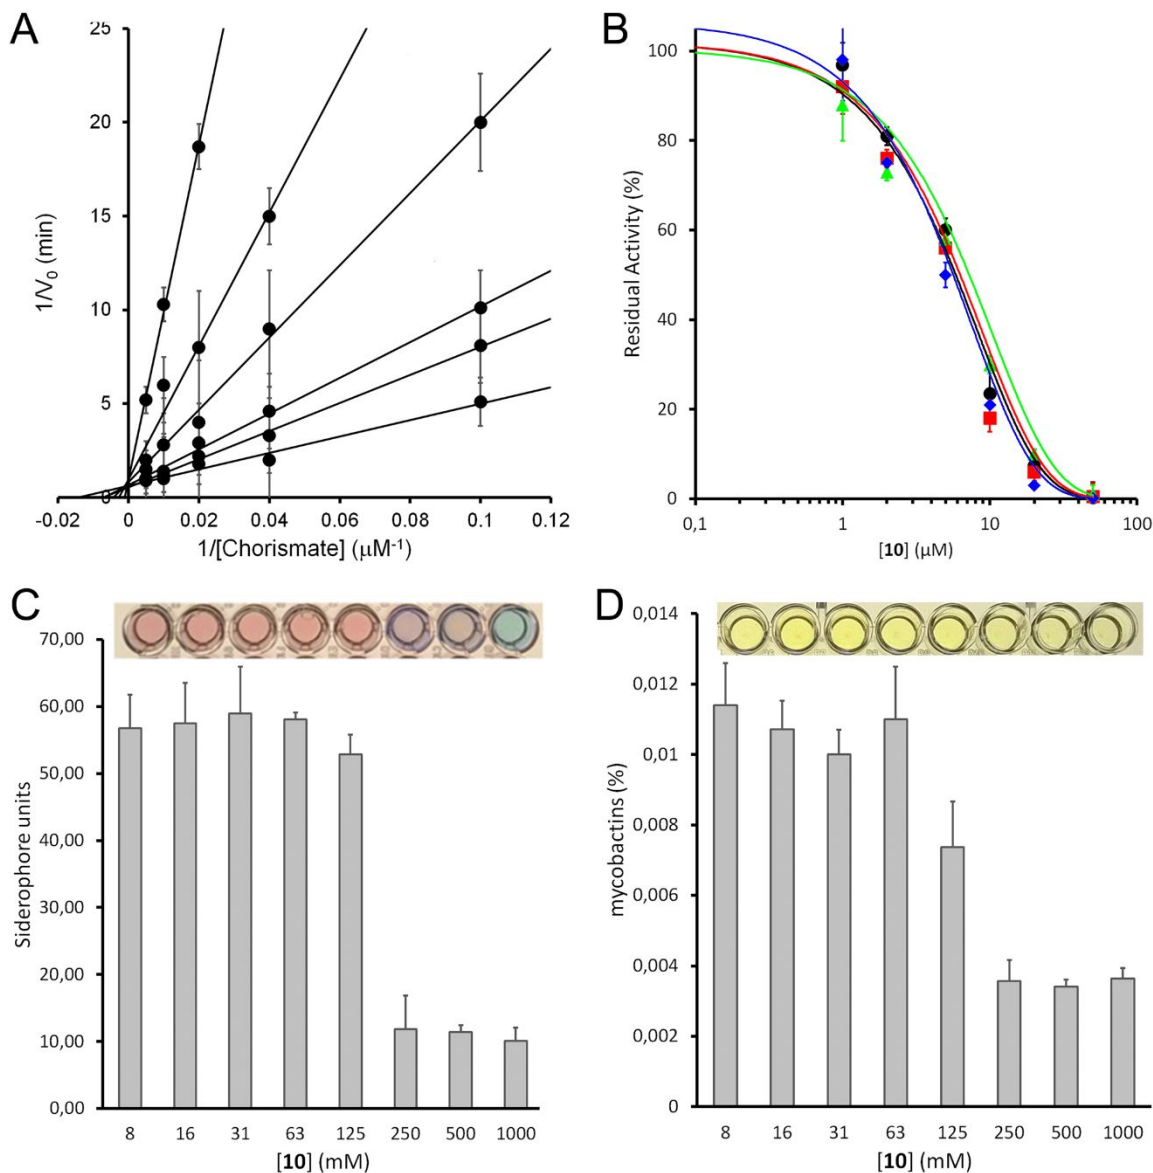 A
25
20
15
10
5
0
-0.02
0
0.02
0.04
0.06
0.08
0.1
0.12
1/V₀ (min)
1/[Chorismate] (μM⁻¹)
B
100
80
60
40
20
0
0,1
1
10
100
Residual Activity (%)
[10] (μM)
C
70,00
60,00
50,00
40,00
30,00
20,00
10,00
0,00
8 16 31 63 125 250 500 1000
Siderophore units
[10] (mM)
D
0,014
0,012
0,01
0,008
0,006
0,004
0,002
0
8 16 31 63 125 250 500 1000
mycobactins (%)
[10] (mM)